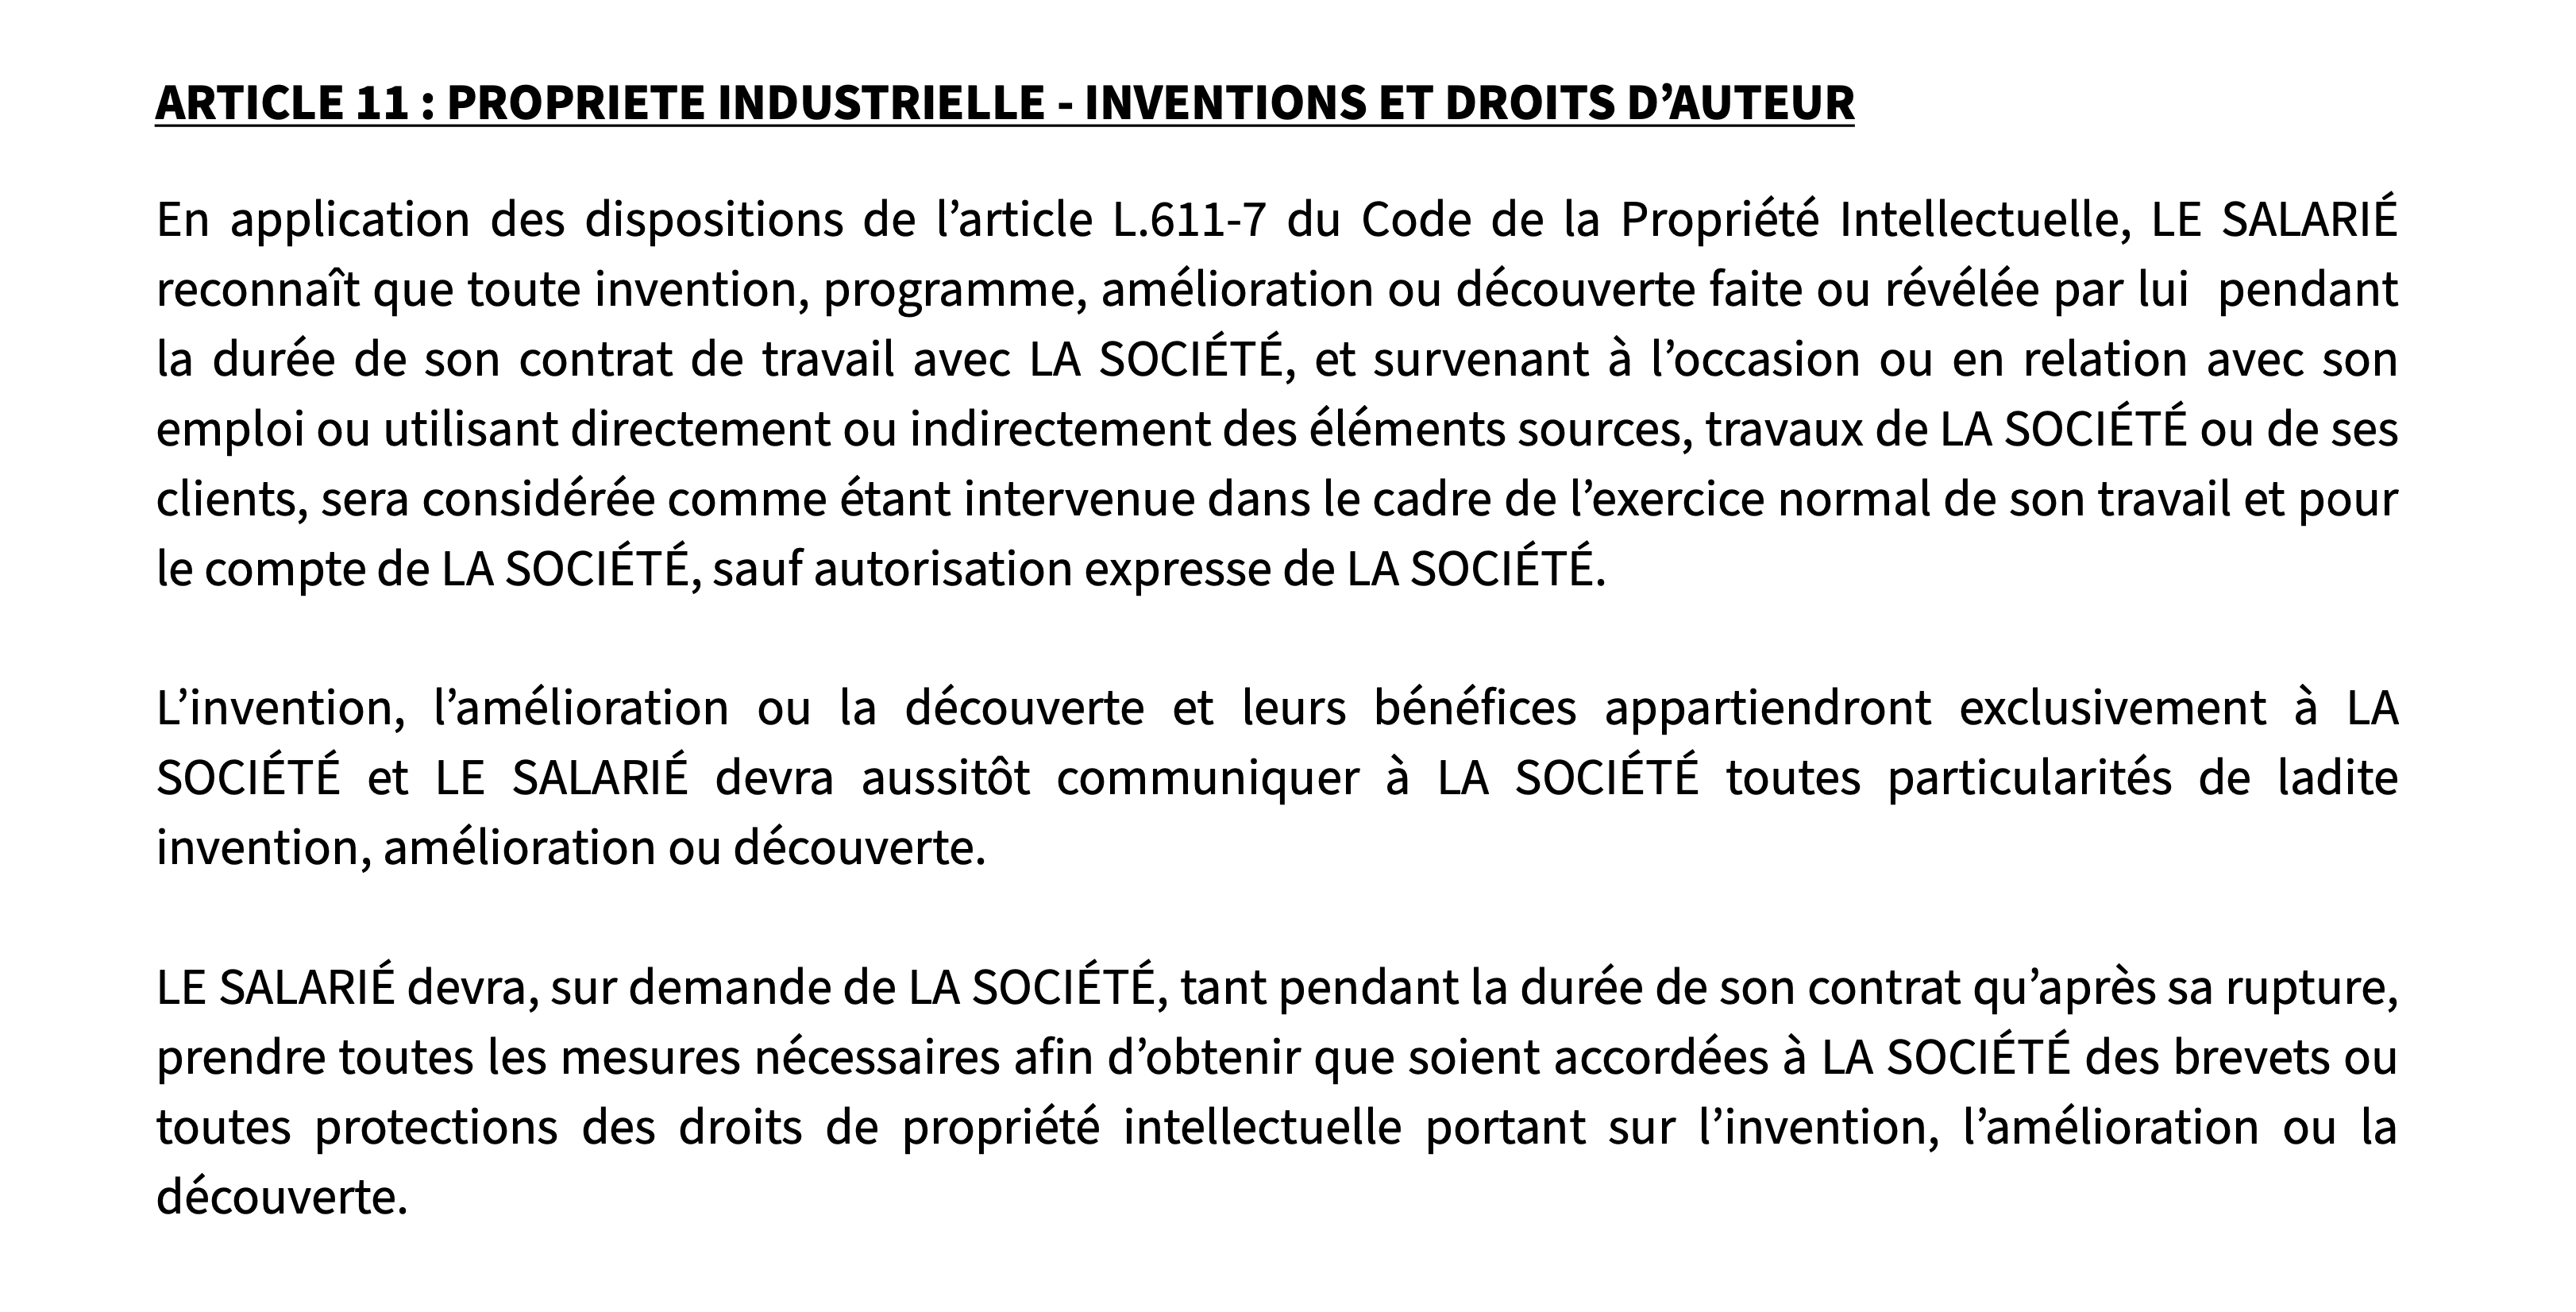 ARTICLE 11 : PROPRIETE INDUSTRIELLE - INVENTIONS ET DROITS D’AUTEUR
En application des dispositions de l’article L.611-7 du Code de la Propriété Intellectuelle, LE SALARIÉ
reconnaît que toute invention, programme, amélioration ou découverte faite ou révélée par lui  pendant
la durée de son contrat de travail avec LA SOCIÉTÉ, et survenant à l’occasion ou en relation avec son
emploi ou utilisant directement ou indirectement des éléments sources, travaux de LA SOCIÉTÉ ou de ses
clients, sera considérée comme étant intervenue dans le cadre de l’exercice normal de son travail et pour
le compte de LA SOCIÉTÉ, sauf autorisation expresse de LA SOCIÉTÉ.
L’invention, l’amélioration ou la découverte et leurs bénéfices appartiendront exclusivement à LA
SOCIÉTÉ et LE SALARIÉ devra aussitôt communiquer à LA SOCIÉTÉ toutes particularités de ladite
invention, amélioration ou découverte.
LE SALARIÉ devra, sur demande de LA SOCIÉTÉ, tant pendant la durée de son contrat qu’après sa rupture,
prendre toutes les mesures nécessaires afin d’obtenir que soient accordées à LA SOCIÉTÉ des brevets ou
toutes protections des droits de propriété intellectuelle portant sur l’invention, l’amélioration ou la
découverte.